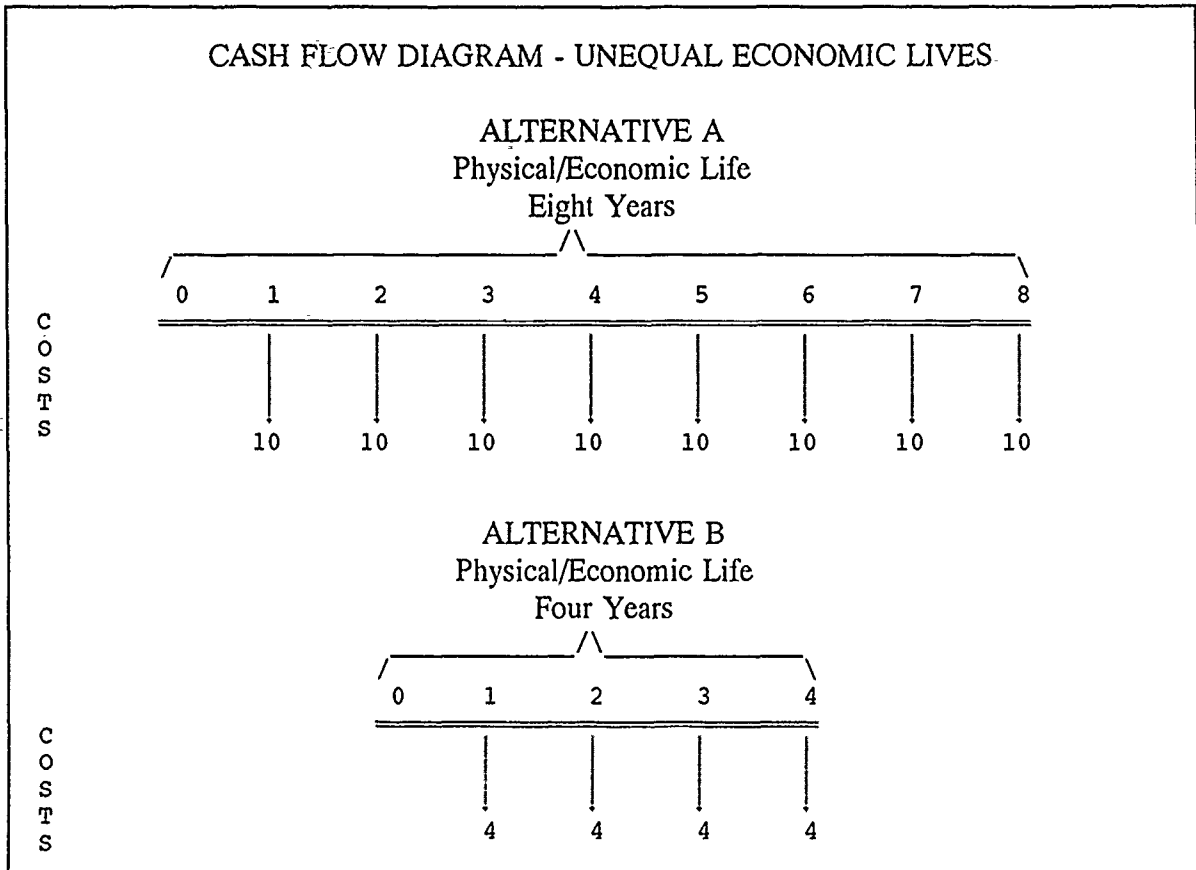 CASH FLOW DIAGRAM - UNEQUAL ECONOMIC LIVES
ALTERNATIVE A
Physical/Economic Life
Eight Years
0 1 2 3 4 5 6 7 8
COSTS
10 10 10 10 10 10 10 10
ALTERNATIVE B
Physical/Economic Life
Four Years
0 1 2 3 4
COSTS
4 4 4 4